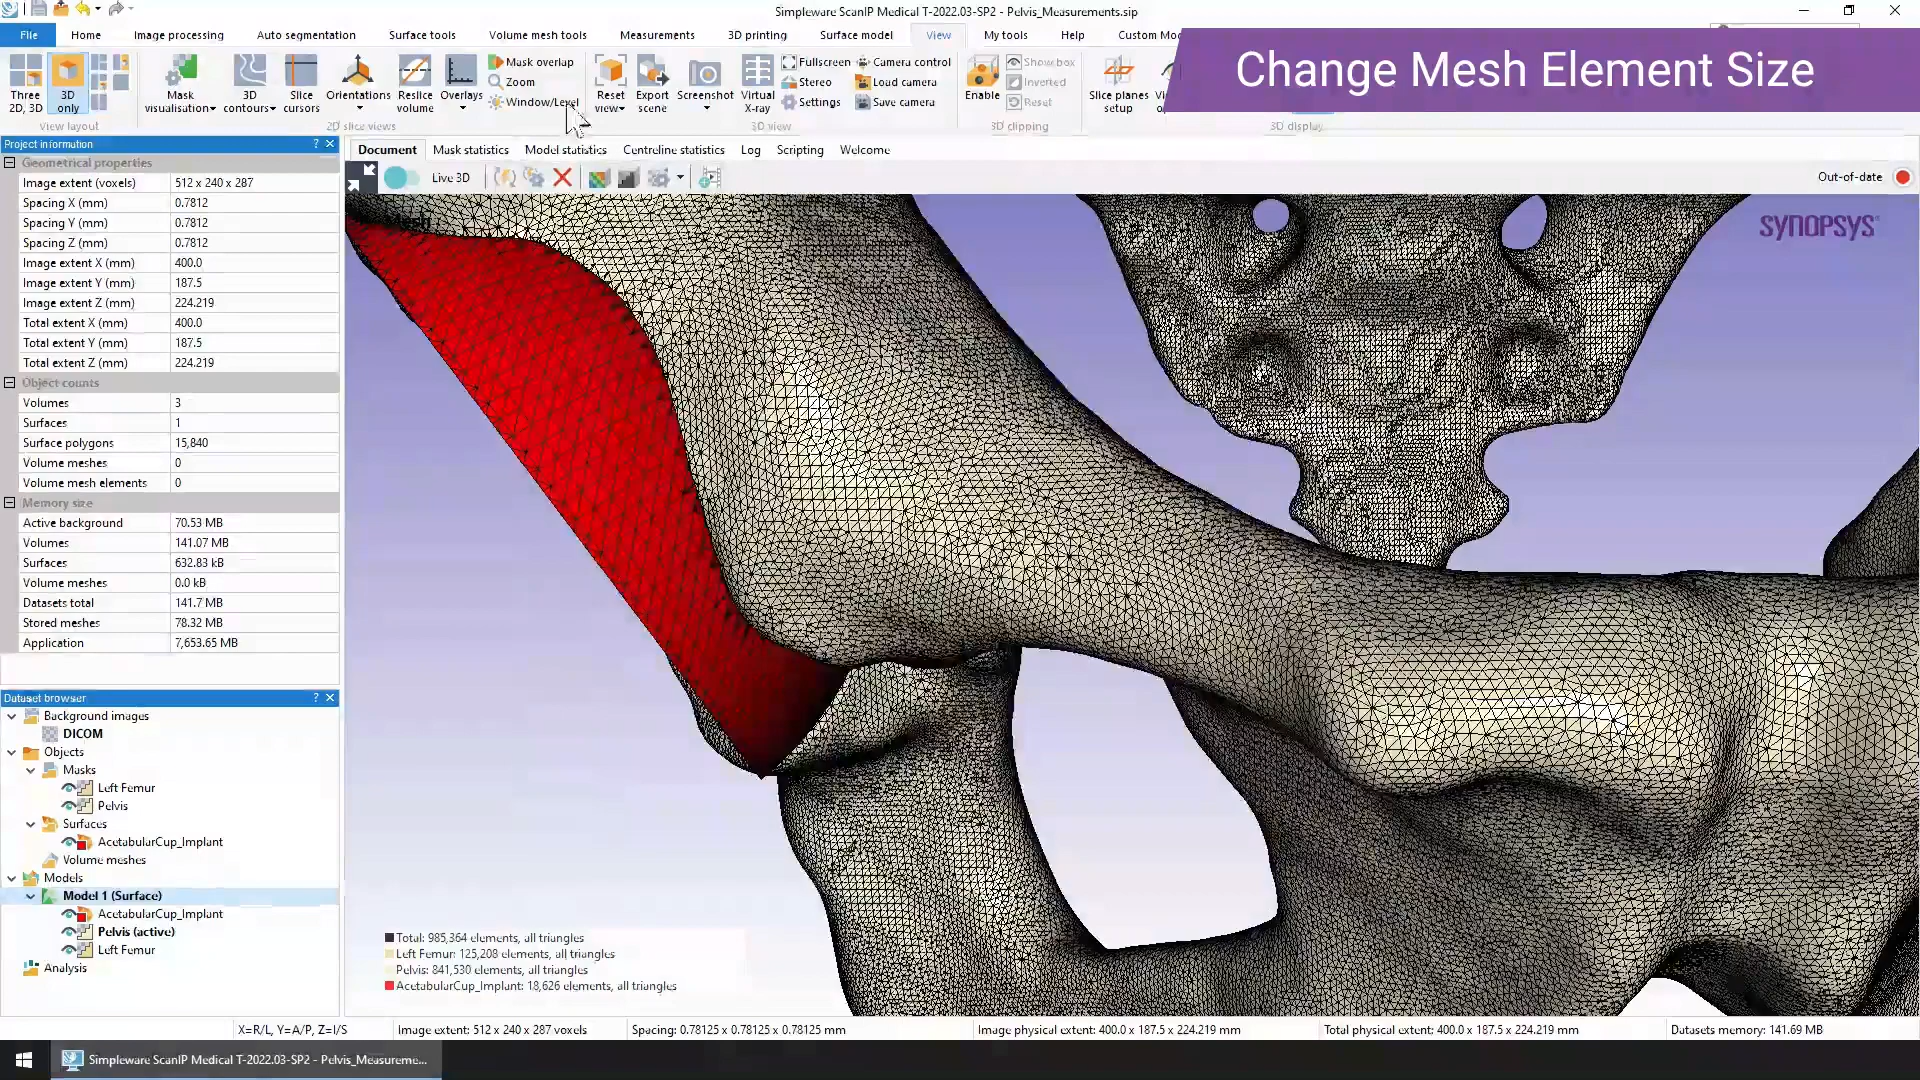 Simpleware ScanIP Medical T-2022.03-SP2 - Pelvis_Measurements.sip
File Home Image processing Auto segmentation Surface tools Volume mesh tools Measurements 3D printing Surface model View My tools Help Custom
Change Mesh Element Size
Three 2D, 3D
3D only
View layout
Mask visualisation
3D contours
Slice cursors
Orientations
Reslice volume
Overlays
Mask overlap
Zoom
Window/Level
2D slice views
Reset view
Export scene
Screenshot
Virtual X-ray
Fullscreen
Stereo
Settings
Camera control
Load camera
Save camera
3D view
Enable
Show box
Inverted
Reset
3D clipping
Slice planes setup
3D display
Project information ? ×
Document Mask statistics Model statistics Centreline statistics Log Scripting Welcome
Live 3D
Out-of-date
SYNOPSYS
Geometrical properties
Image extent (voxels) 512 x 240 x 287
Spacing X (mm) 0.7812
Spacing Y (mm) 0.7812
Spacing Z (mm) 0.7812
Image extent X (mm) 400.0
Image extent Y (mm) 187.5
Image extent Z (mm) 224.219
Total extent X (mm) 400.0
Total extent Y (mm) 187.5
Total extent Z (mm) 224.219
Object counts
Volumes 3
Surfaces 1
Surface polygons 15,840
Volume meshes 0
Volume mesh elements 0
Memory size
Active background 70.53 MB
Volumes 141.07 MB
Surfaces 632.83 kB
Volume meshes 0.0 kB
Datasets total 141.7 MB
Stored meshes 78.32 MB
Application 7,653.65 MB
Dataset browser ? ×
Background images
DICOM
Objects
Masks
Left Femur
Pelvis
Surfaces
AcetabularCup_Implant
Volume meshes
Models
Model 1 (Surface)
AcetabularCup_Implant
Pelvis (active)
Left Femur
Analysis
Total: 985,364 elements, all triangles
Left Femur: 125,208 elements, all triangles
Pelvis: 841,530 elements, all triangles
AcetabularCup_Implant: 18,626 elements, all triangles
X=R/L, Y=A/P, Z=I/S Image extent: 512 x 240 x 287 voxels Spacing: 0.78125 x 0.78125 x 0.78125 mm Image physical extent: 400.0 x 187.5 x 224.219 mm Total physical extent: 400.0 x 187.5 x 224.219 mm Datasets memory: 141.69 MB
Simpleware ScanIP Medical T-2022.03-SP2 - Pelvis_Measureme...